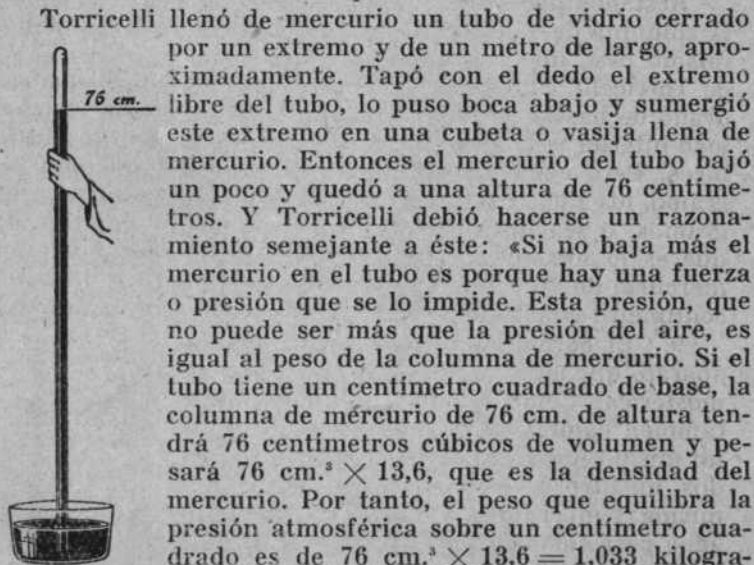 Torricelli llenó de mercurio un tubo de vidrio cerrado
por un extremo y de un metro de largo, apro-
ximadamente. Tapó con el dedo el extremo
76 cm.
libre del tubo, lo puso boca abajo y sumergió
este extremo en una cubeta o vasija llena de
mercurio. Entonces el mercurio del tubo bajó
un poco y quedó a una altura de 76 centíme-
tros. Y Torricelli debió hacerse un razona-
miento semejante a éste: «Si no baja más el
mercurio en el tubo es porque hay una fuerza
o presión que se lo impide. Esta presión, que
no puede ser más que la presión del aire, es
igual al peso de la columna de mercurio. Si el
tubo tiene un centímetro cuadrado de base, la
columna de mércurio de 76 cm. de altura ten-
drá 76 centímetros cúbicos de volumen y pe-
sará 76 cm.³ × 13,6, que es la densidad del
mercurio. Por tanto, el peso que equilibra la
presión atmosférica sobre un centímetro cua-
drado es de 76 cm.³ × 13,6 = 1,033 kilogra-